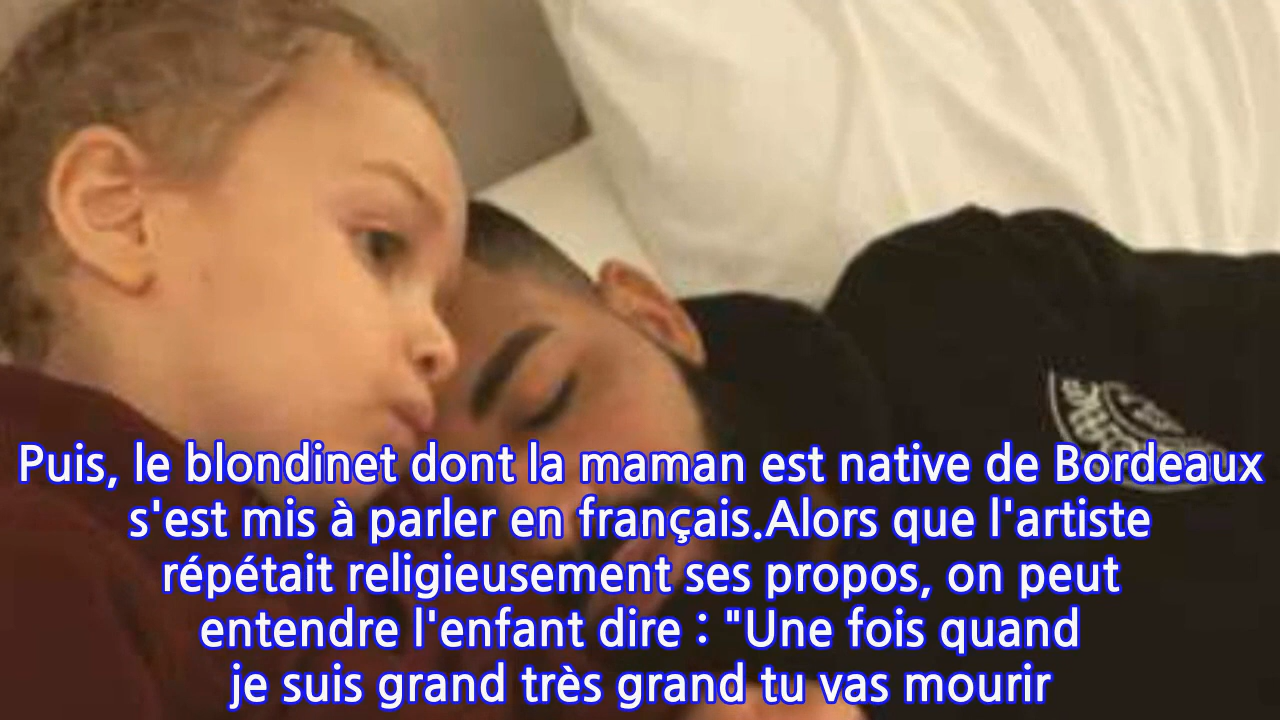 Puis, le blondinet dont la maman est native de Bordeaux
s'est mis à parler en français.Alors que l'artiste
répétait religieusement ses propos, on peut
entendre l'enfant dire : "Une fois quand
je suis grand très grand tu vas mourir